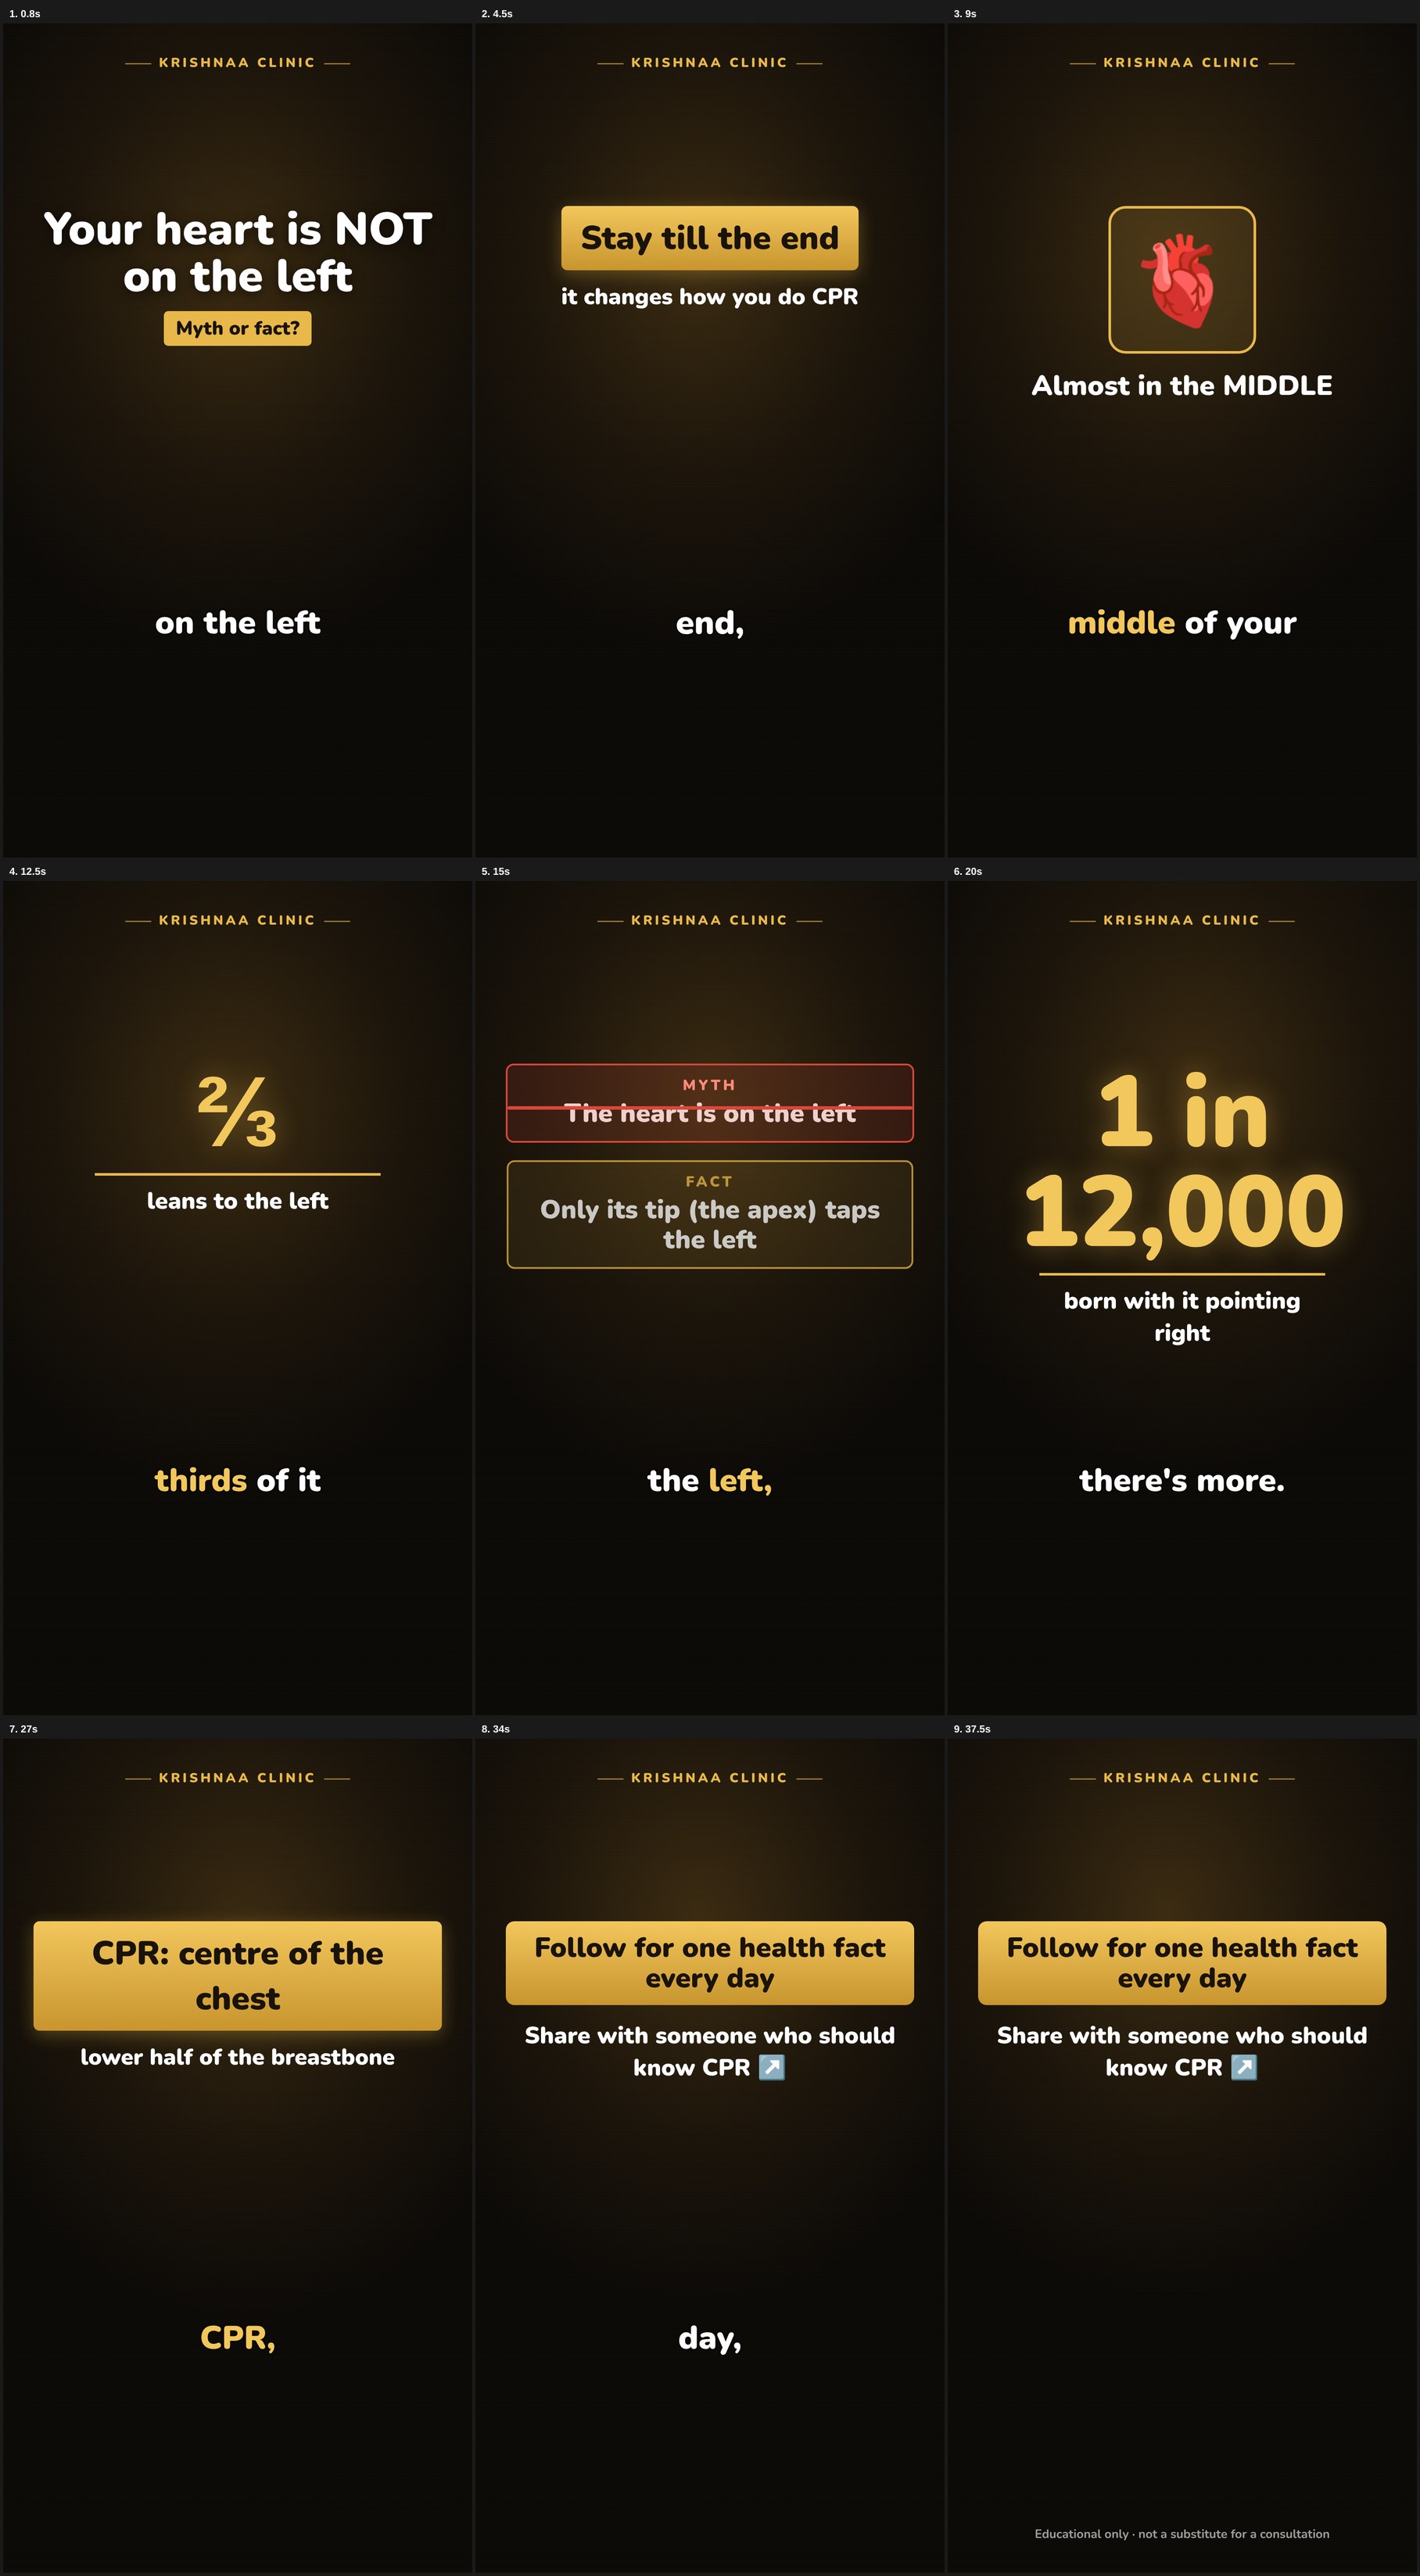 1. 0.8s
KRISHNAA CLINIC
Your heart is NOT
on the left
Myth or fact?
on the left
2. 4.5s
KRISHNAA CLINIC
Stay till the end
it changes how you do CPR
end,
3. 9s
KRISHNAA CLINIC
Almost in the MIDDLE
middle of your
4. 12.5s
KRISHNAA CLINIC
⅔
leans to the left
thirds of it
5. 15s
KRISHNAA CLINIC
MYTH
The heart is on the left
FACT
Only its tip (the apex) taps
the left
the left,
6. 20s
KRISHNAA CLINIC
1 in
12,000
born with it pointing
right
there's more.
7. 27s
KRISHNAA CLINIC
CPR: centre of the
chest
lower half of the breastbone
CPR,
8. 34s
KRISHNAA CLINIC
Follow for one health fact
every day
Share with someone who should
know CPR ↗️
day,
9. 37.5s
KRISHNAA CLINIC
Follow for one health fact
every day
Share with someone who should
know CPR ↗️
Educational only · not a substitute for a consultation